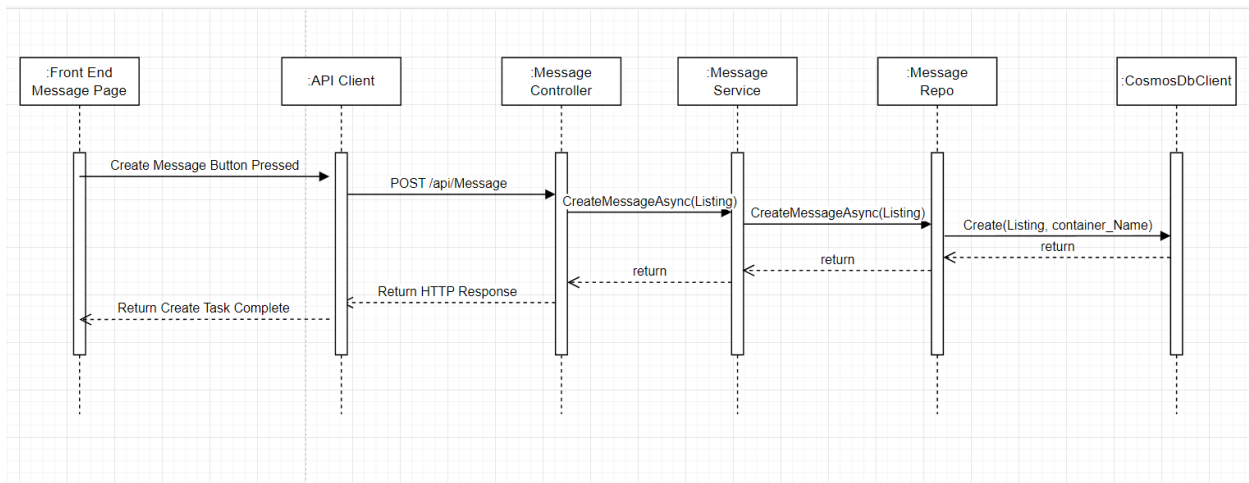 :Front End
Message Page
:API Client
:Message
Controller
:Message
Service
:Message
Repo
:CosmosDbClient
Create Message Button Pressed
POST /api/Message
CreateMessageAsync(Listing)
CreateMessageAsync(Listing)
Create(Listing, container_Name)
return
return
return
Return HTTP Response
Return Create Task Complete